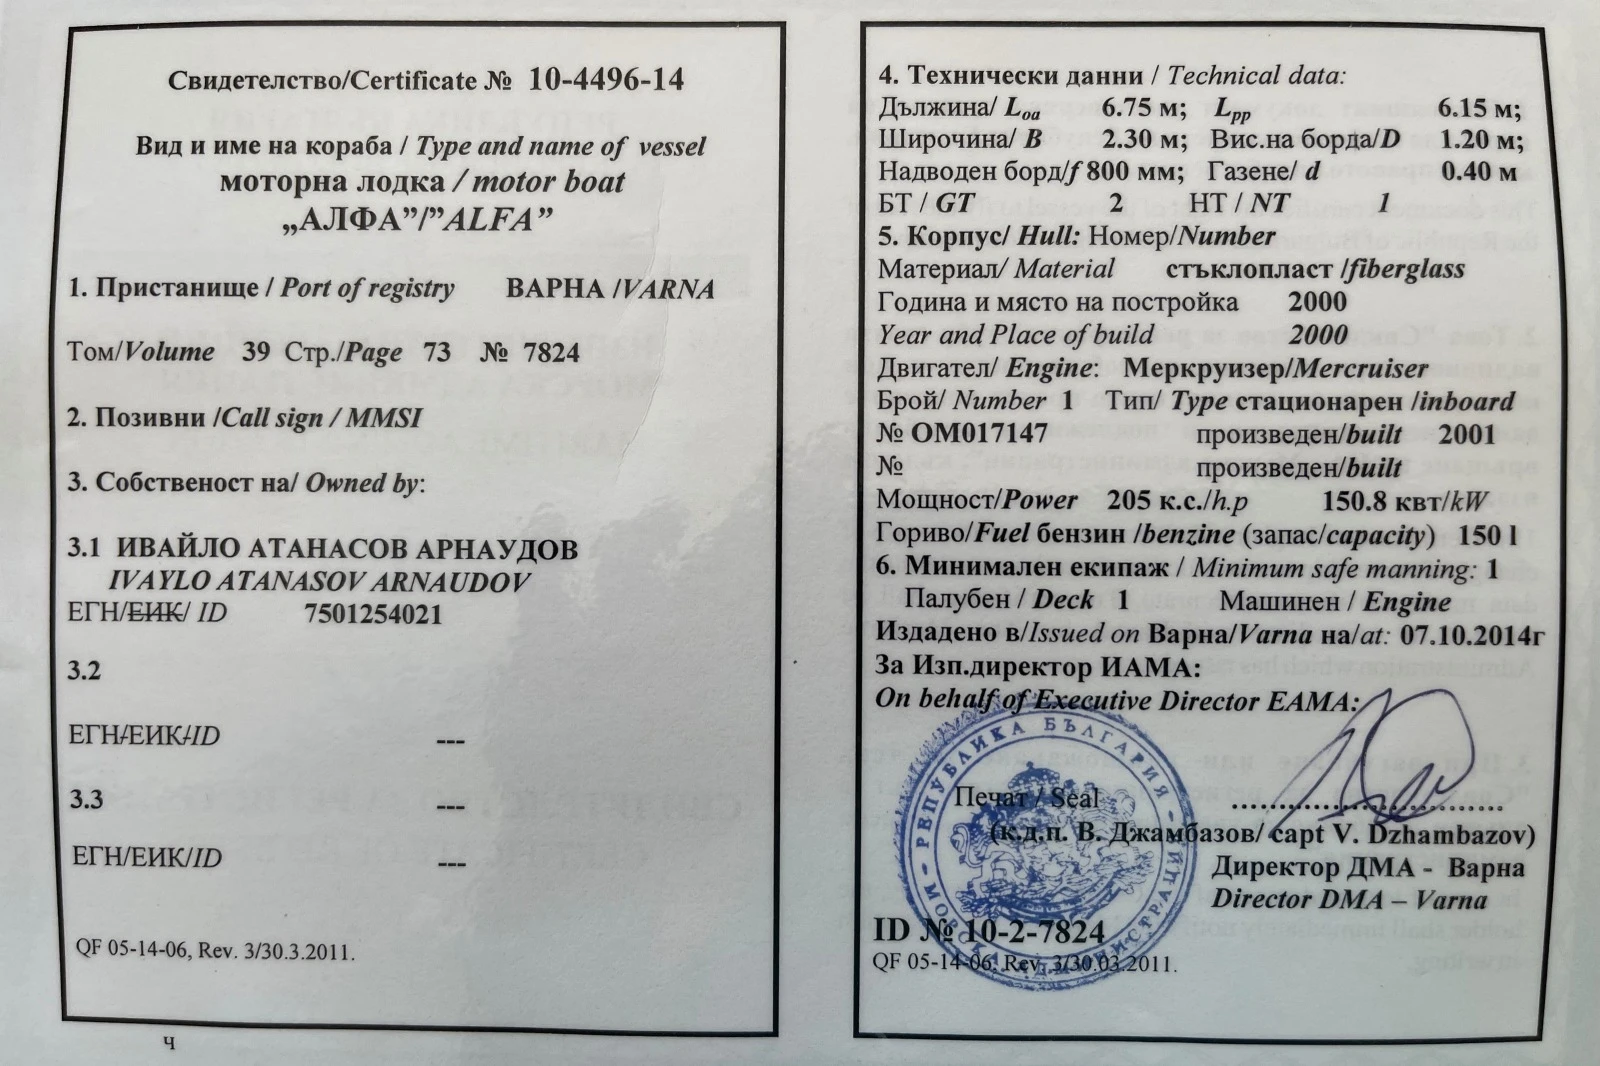 Свидетелство/Certificate № 10-4496-14
Вид и име на кораба / Type and name of vessel
моторна лодка / motor boat
„АЛФА”/”ALFA”
1. Пристанище / Port of registry ВАРНА /VARNA
Том/Volume 39 Стр./Page 73 № 7824
2. Позивни /Call sign / MMSI
3. Собственост на/ Owned by:
3.1 ИВАЙЛО АТАНАСОВ АРНАУДОВ
IVAYLO ATANASOV ARNAUDOV
ЕГН/ЕИК/ ID 7501254021
3.2
ЕГН/ЕИК/ID ---
3.3 ---
ЕГН/ЕИК/ID ---
QF 05-14-06, Rev. 3/30.3.2011.
ч
4. Технически данни / Technical data:
Дължина/ Loa 6.75 м; Lpp 6.15 м;
Широчина/ B 2.30 м; Вис.на борда/D 1.20 м;
Надводен борд/f 800 мм; Газене/ d 0.40 м
БТ / GT 2 НТ / NT 1
5. Корпус/ Hull: Номер/Number
Материал/ Material стъклопласт /fiberglass
Година и място на постройка 2000
Year and Place of build 2000
Двигател/ Engine: Меркруизер/Mercruiser
Брой/ Number 1 Тип/ Type стационарен /inboard
№ OM017147 произведен/built 2001
№ произведен/built
Мощност/Power 205 к.с./h.p 150.8 квт/kW
Гориво/Fuel бензин /benzine (запас/capacity) 150 l
6. Минимален екипаж / Minimum safe manning: 1
Палубен / Deck 1 Машинен / Engine
Издадено в/Issued on Варна/Varna на/at: 07.10.2014г
За Изп.директор ИАМА:
On behalf of Executive Director EAMA:
РЕПУБЛИКА БЪЛГАРИЯ
МОРСКА АДМИНИСТРАЦИЯ
Печат / Seal ..............................
(к.д.п. В. Джамбазов/ capt V. Dzhambazov)
Директор ДМА - Варна
Director DMA – Varna
ID № 10-2-7824
QF 05-14-06, Rev. 3/30.03.2011.